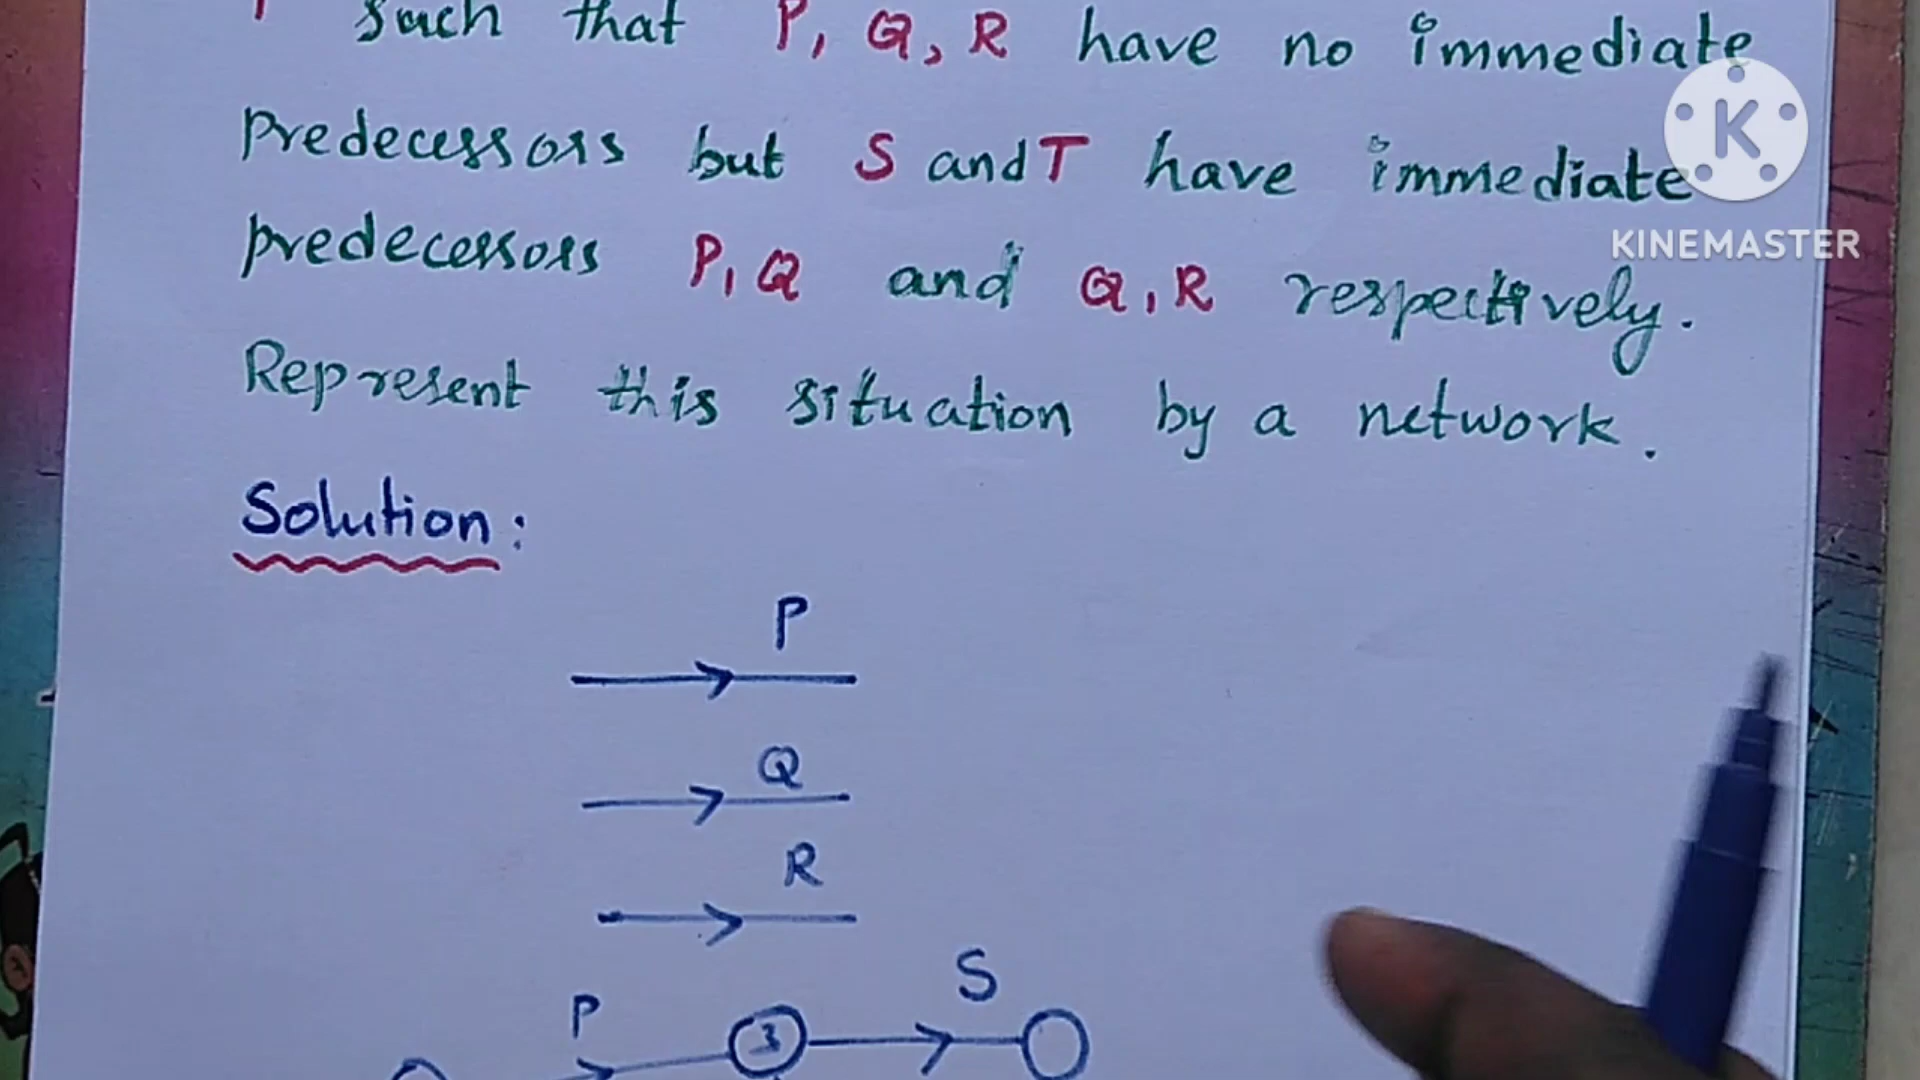 such that P, Q, R have no immediate
predecessors but S and T have immediate
predecessors P, Q and Q, R respectively.
Represent this situation by a network.
Solution:
P
Q
R
P 3 S
K
KINEMASTER